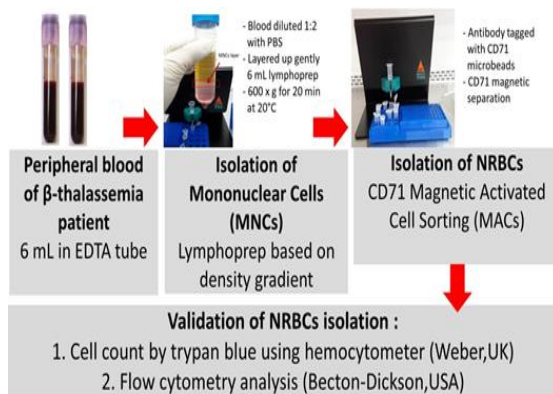 - Blood diluted 1:2
with PBS
- Layered up gently
6 mL lymphoprep
- 600 x g for 20 min
at 20°C
- Antibody tagged
with CD71
microbeads
- CD71 magnetic
separation
Peripheral blood
of β-thalassemia
patient
6 mL in EDTA tube
Isolation of
Mononuclear Cells
(MNCs)
Lymphoprep based on
density gradient
Isolation of NRBCs
CD71 Magnetic Activated
Cell Sorting (MACs)
Validation of NRBCs isolation :
1. Cell count by trypan blue using hemocytometer (Weber,UK)
2. Flow cytometry analysis (Becton-Dickson,USA)